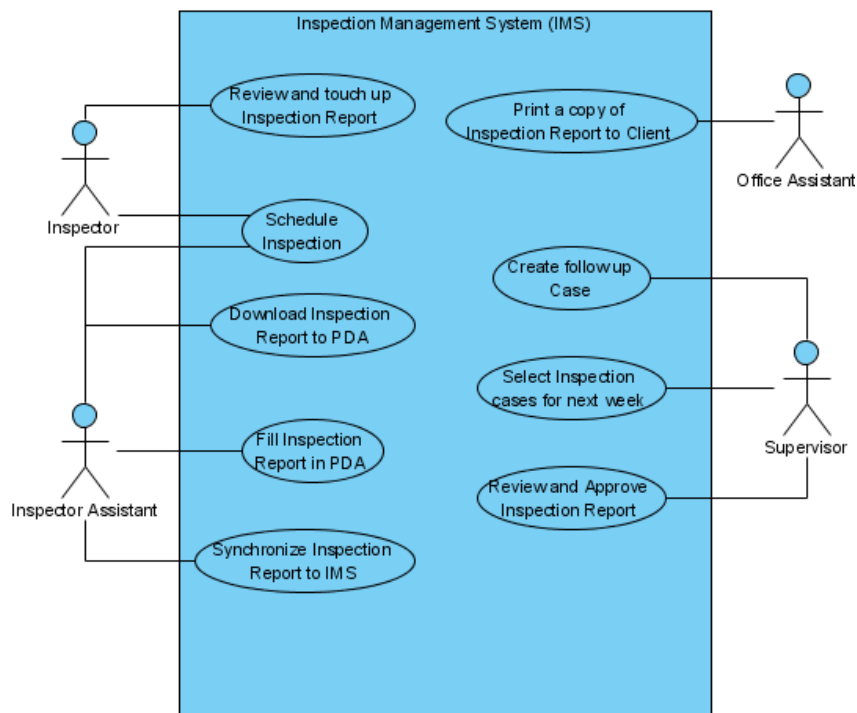 Inspection Management System (IMS)
Review and touch up
Inspection Report
Print a copy of
Inspection Report to Client
Office Assistant
Inspector
Schedule
Inspection
Create follow up
Case
Download Inspection
Report to PDA
Select Inspection
cases for next week
Supervisor
Fill Inspection
Report in PDA
Inspector Assistant
Review and Approve
Inspection Report
Synchronize Inspection
Report to IMS